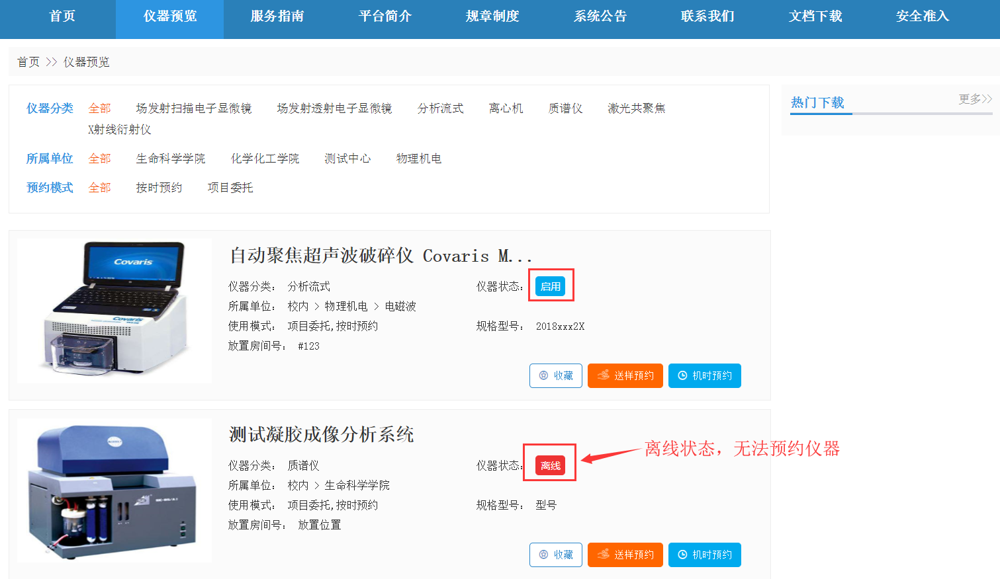 首页 仪器预览 服务指南 平台简介 规章制度 系统公告 联系我们 文档下载 安全准入
首页 >> 仪器预览
仪器分类 全部 场发射扫描电子显微镜 场发射透射电子显微镜 分析流式 离心机 质谱仪 激光共聚焦
X射线衍射仪
所属单位 全部 生命科学学院 化学化工学院 测试中心 物理机电
预约模式 全部 按时预约 项目委托
热门下载 更多>>
Covaris
Covaris
自动聚焦超声波破碎仪 Covaris M...
仪器分类： 分析流式 仪器状态： 启用
所属单位： 校内 > 物理机电 > 电磁波
使用模式： 项目委托,按时预约 规格型号： 2018xxx2X
放置房间号： #123
收藏 送样预约 机时预约
测试凝胶成像分析系统
仪器分类： 质谱仪 仪器状态： 离线
离线状态，无法预约仪器
所属单位： 校内 > 生命科学学院
使用模式： 项目委托,按时预约 规格型号： 型号
放置房间号： 放置位置
收藏 送样预约 机时预约